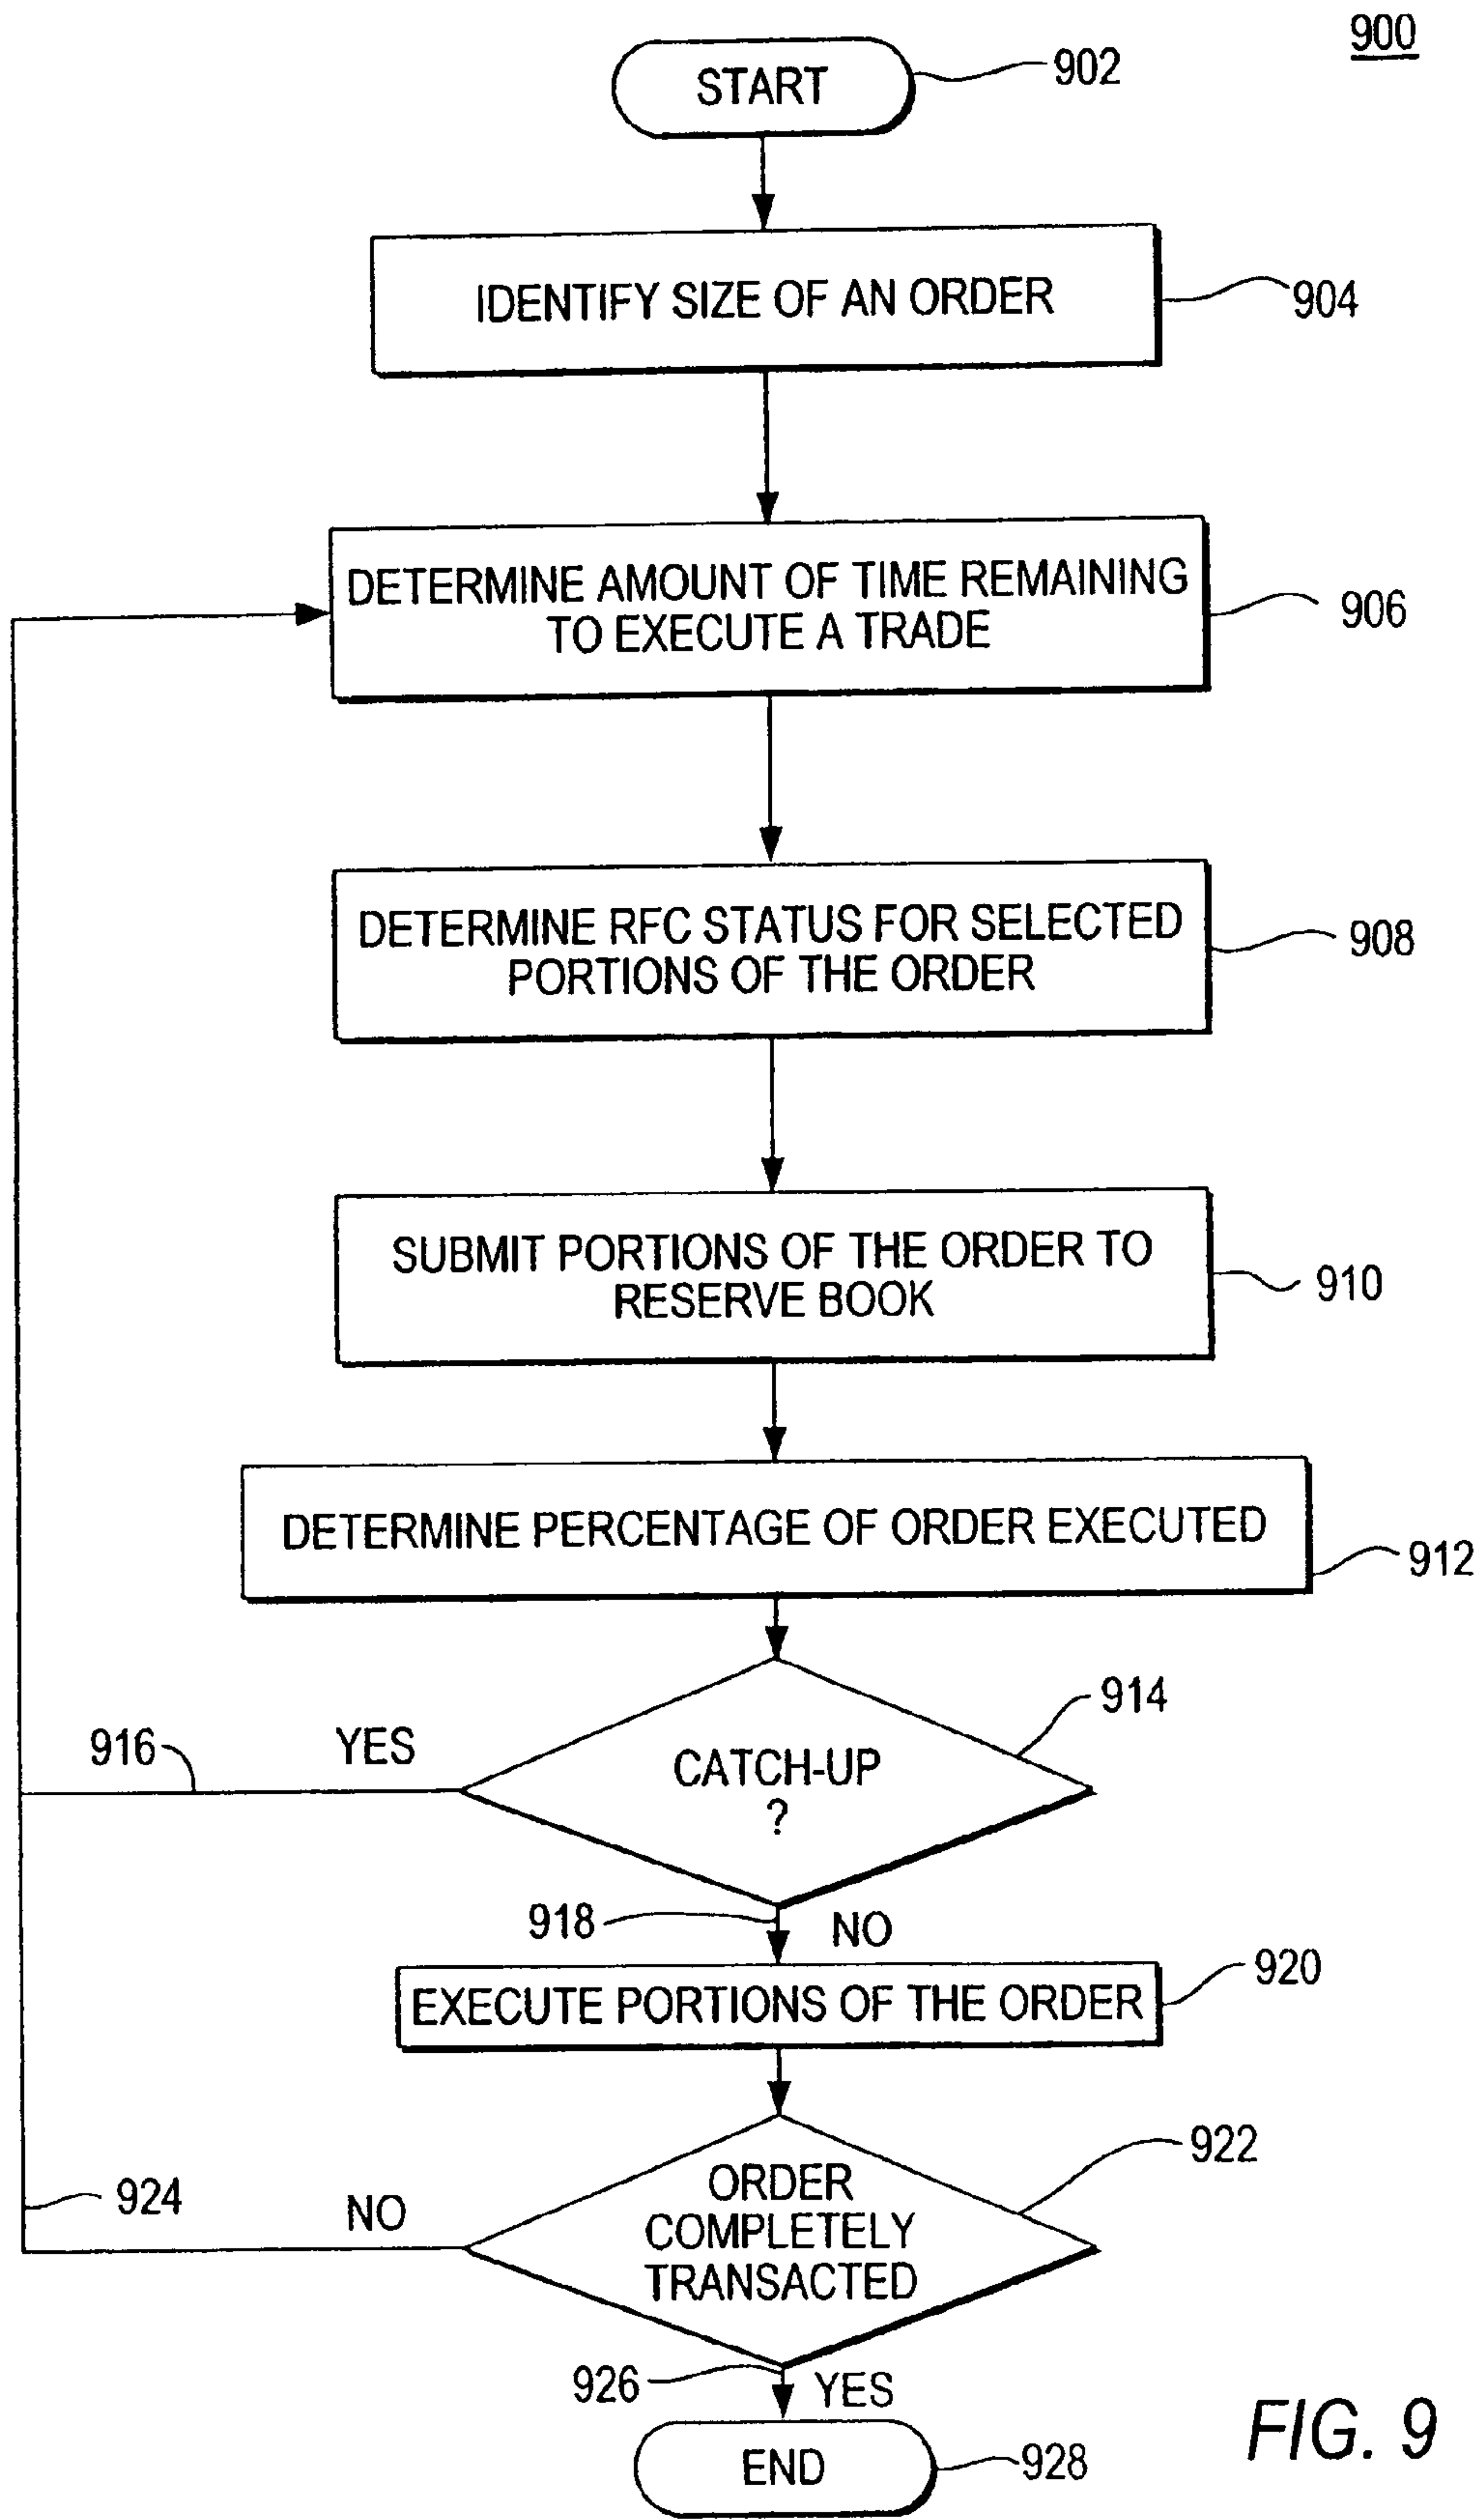 900
START
902
IDENTIFY SIZE OF AN ORDER
904
DETERMINE AMOUNT OF TIME REMAINING
TO EXECUTE A TRADE
906
DETERMINE RFC STATUS FOR SELECTED
PORTIONS OF THE ORDER
908
SUBMIT PORTIONS OF THE ORDER TO
RESERVE BOOK
910
DETERMINE PERCENTAGE OF ORDER EXECUTED
912
914
916
YES
CATCH-UP
?
918
NO
920
EXECUTE PORTIONS OF THE ORDER
922
ORDER
COMPLETELY
TRANSACTED
924
NO
926
YES
END
928
FIG. 9